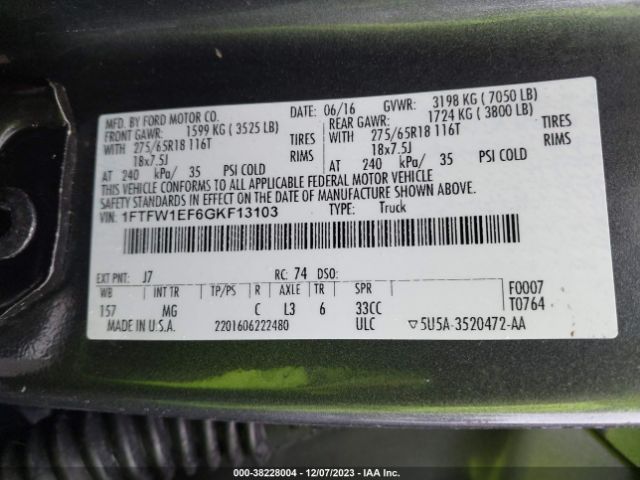 MFD. BY FORD MOTOR CO. 06/16 GVWR: 3198 KG ( 7050 LB)
FRONT GAWR: 1599 KG ( 3525 LB) REAR GAWR: 1724 KG ( 3800 LB)
WITH 275/65R18 116T TIRES WITH 275/65R18 116T TIRES
18x7.5J RIMS 18x7.5J RIMS
AT 240 kPa/ 35 PSI COLD AT 240 kPa/ 35 PSI COLD
THIS VEHICLE CONFORMS TO ALL APPLICABLE FEDERAL MOTOR VEHICLE
SAFETY STANDARDS IN EFFECT ON THE DATE OF MANUFACTURE SHOWN ABOVE.
VIN: 1FTFW1EF6GKF13103 TYPE: Truck
EXT PNT: J7 RC: 74 DSO:
WB INT TR TP/PS R AXLE TR SPR F0007
157 MG C L3 6 33CC T0764
MADE IN U.S.A. 2201606222480 ULC ▽5U5A-3520472-AA
000-38228004 - 12/07/2023 - IAA Inc.